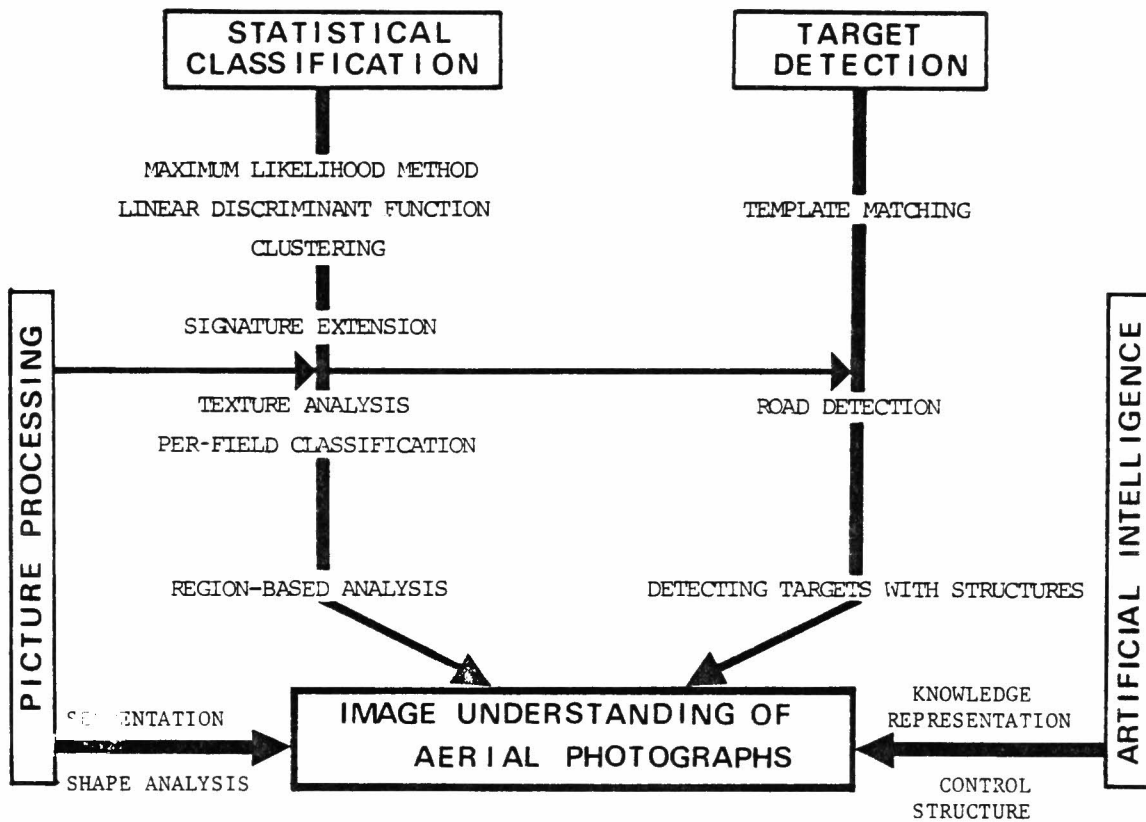 STATISTICAL
CLASSIFICATION
TARGET
DETECTION
MAXIMUM LIKELIHOOD METHOD
LINEAR DISCRIMINANT FUNCTION
CLUSTERING
TEMPLATE MATCHING
SIGNATURE EXTENSION
TEXTURE ANALYSIS
PER-FIELD CLASSIFICATION
ROAD DETECTION
PICTURE PROCESSING
ARTIFICIAL INTELLIGENCE
REGION-BASED ANALYSIS
DETECTING TARGETS WITH STRUCTURES
IMAGE UNDERSTANDING OF
AERIAL PHOTOGRAPHS
SHAPE ANALYSIS
KNOWLEDGE
REPRESENTATION
CONTROL
STRUCTURE